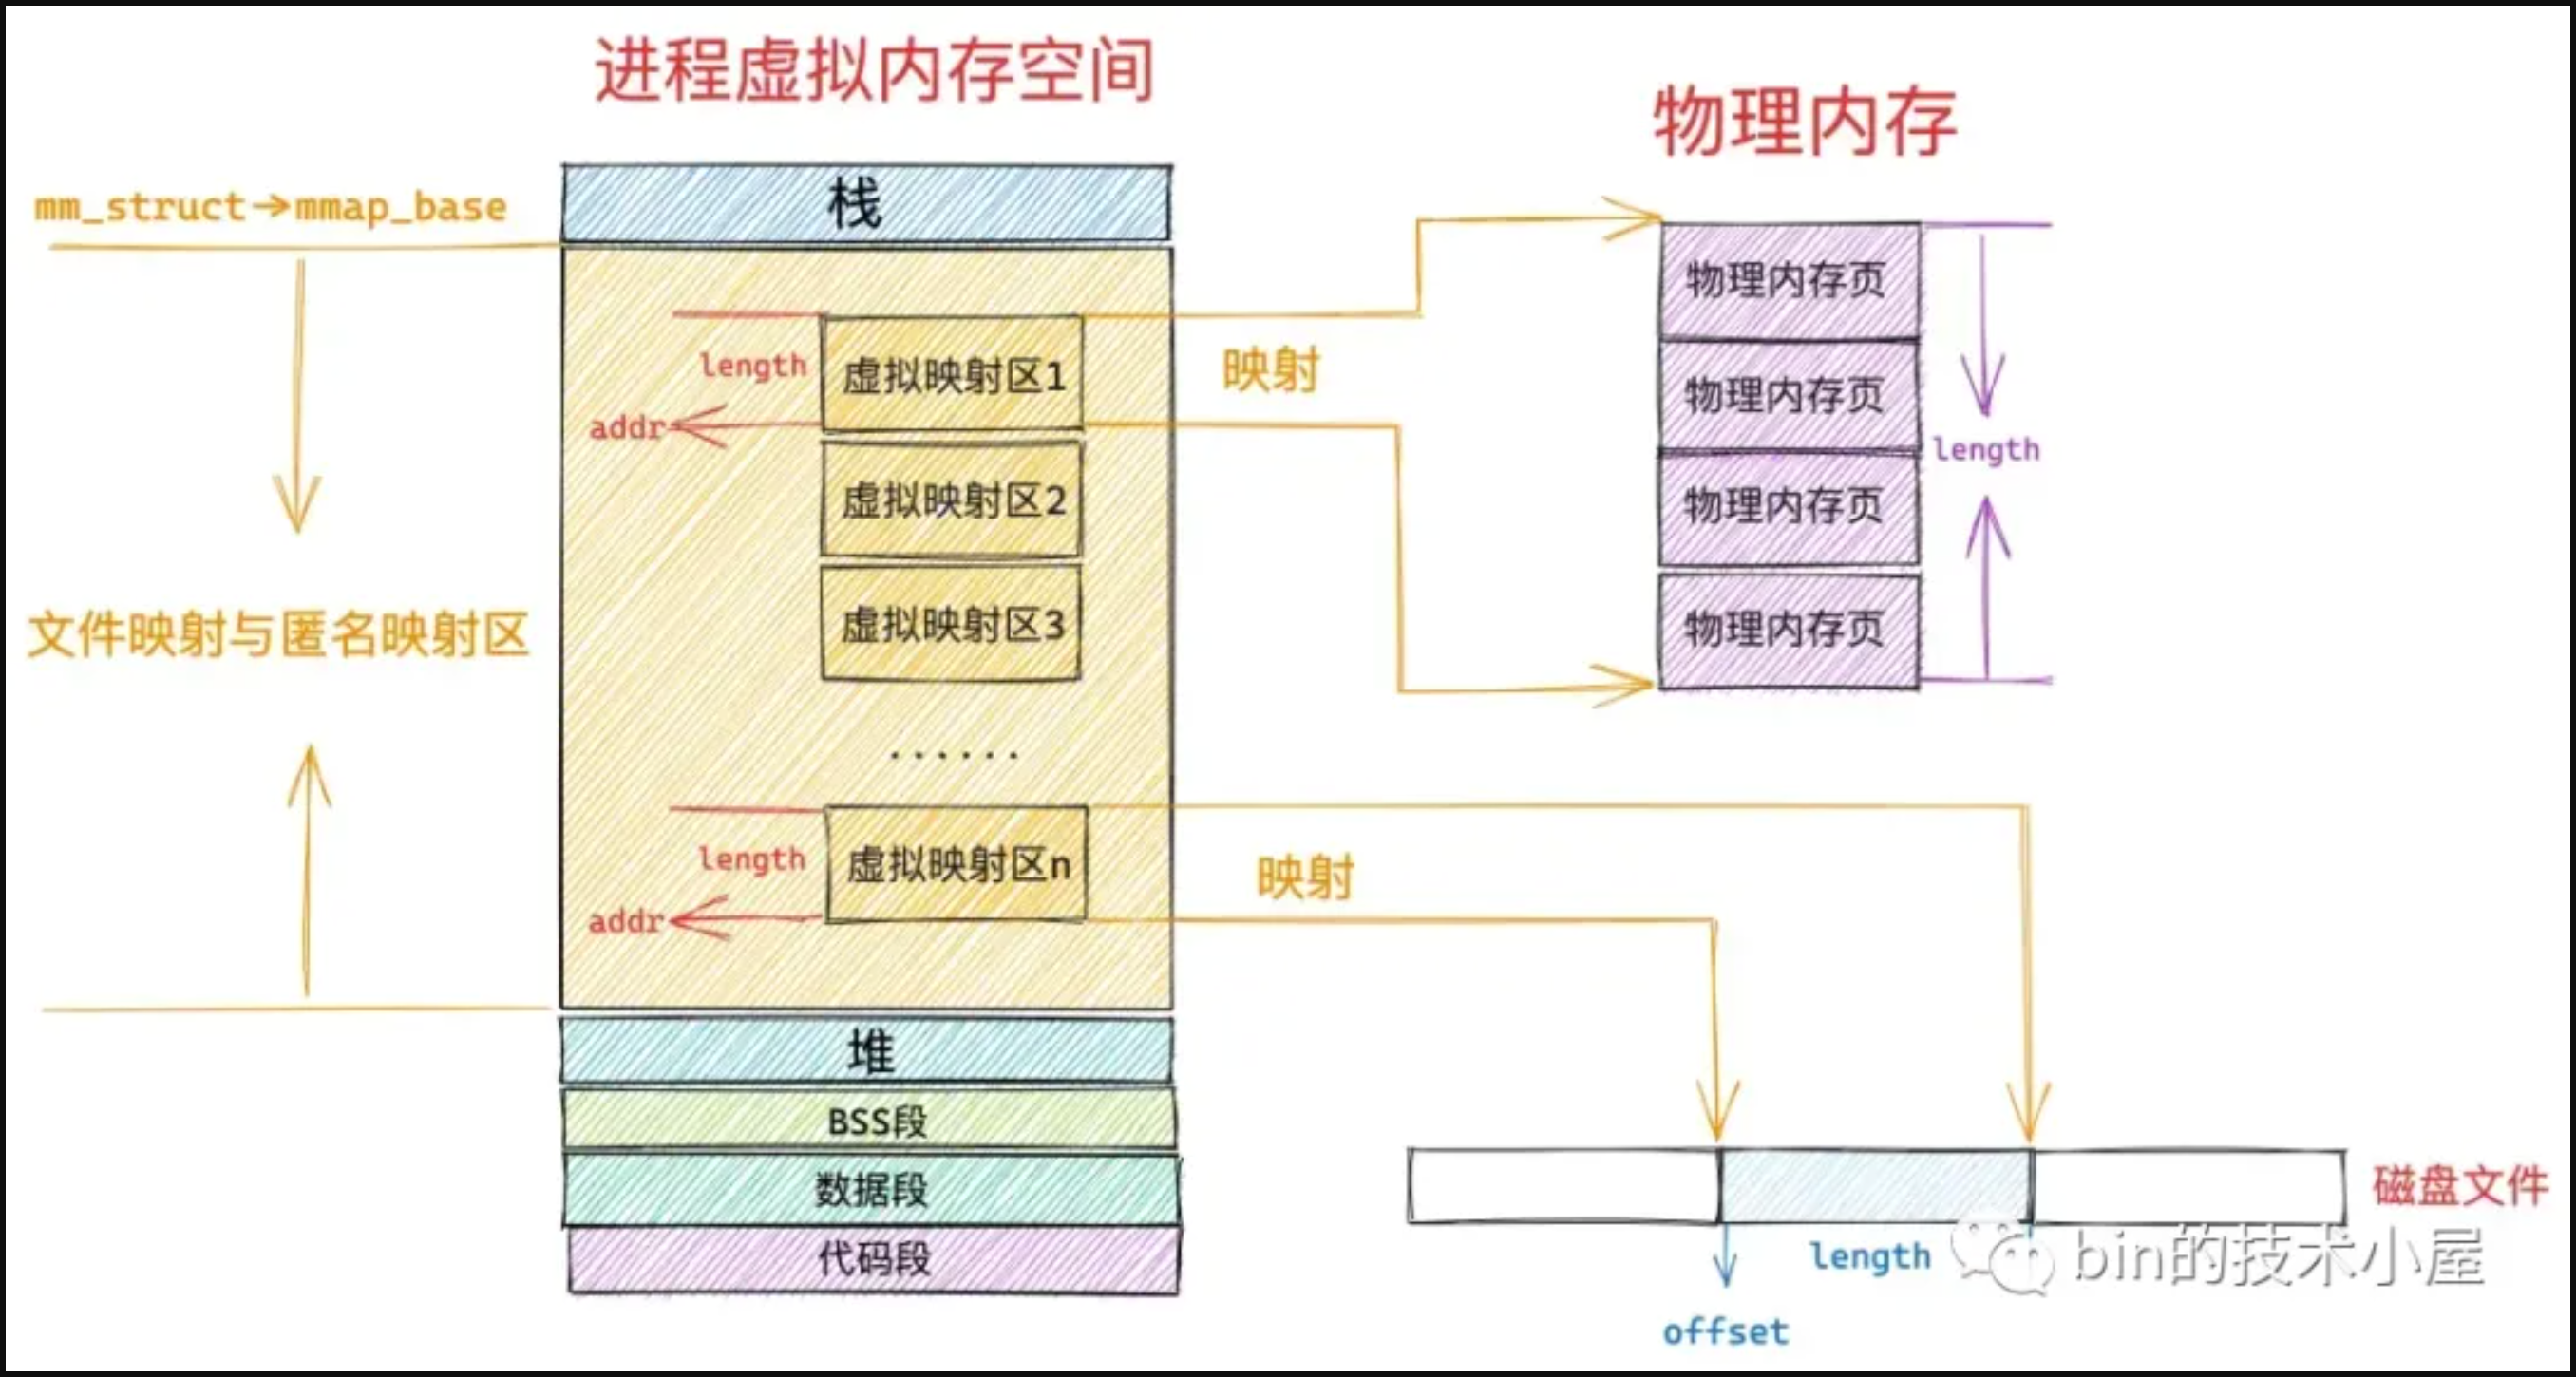 进程虚拟内存空间
物理内存
mm_struct→mmap_base
栈
物理内存页
length
虚拟映射区1
映射
物理内存页
addr
length
虚拟映射区2
物理内存页
文件映射与匿名映射区
虚拟映射区3
物理内存页
......
length
虚拟映射区n
映射
addr
堆
BSS段
数据段
磁盘文件
代码段
length
bin的技术小屋
offset